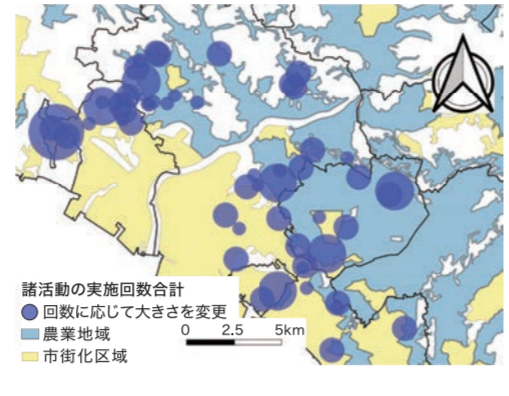 諸活動の実施回数合計
回数に応じて大きさを変更
農業地域
市街化区域
0 2.5 5km